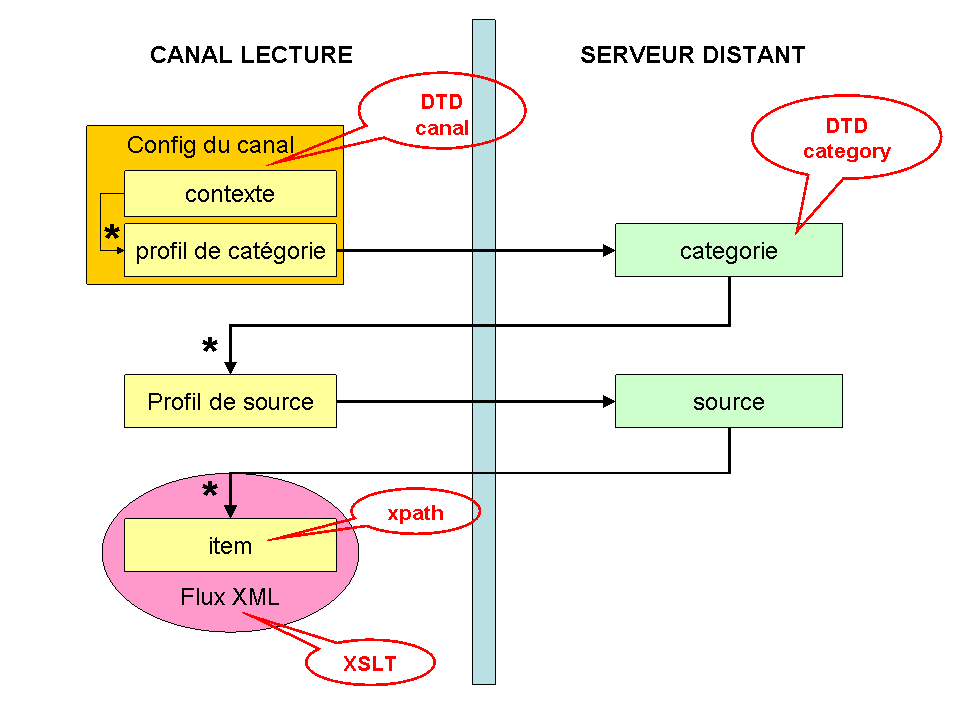 CANAL LECTURE
SERVEUR DISTANT
DTD
canal
DTD
category
Config du canal
contexte
*
profil de catégorie
categorie
*
Profil de source
source
*
xpath
item
Flux XML
XSLT